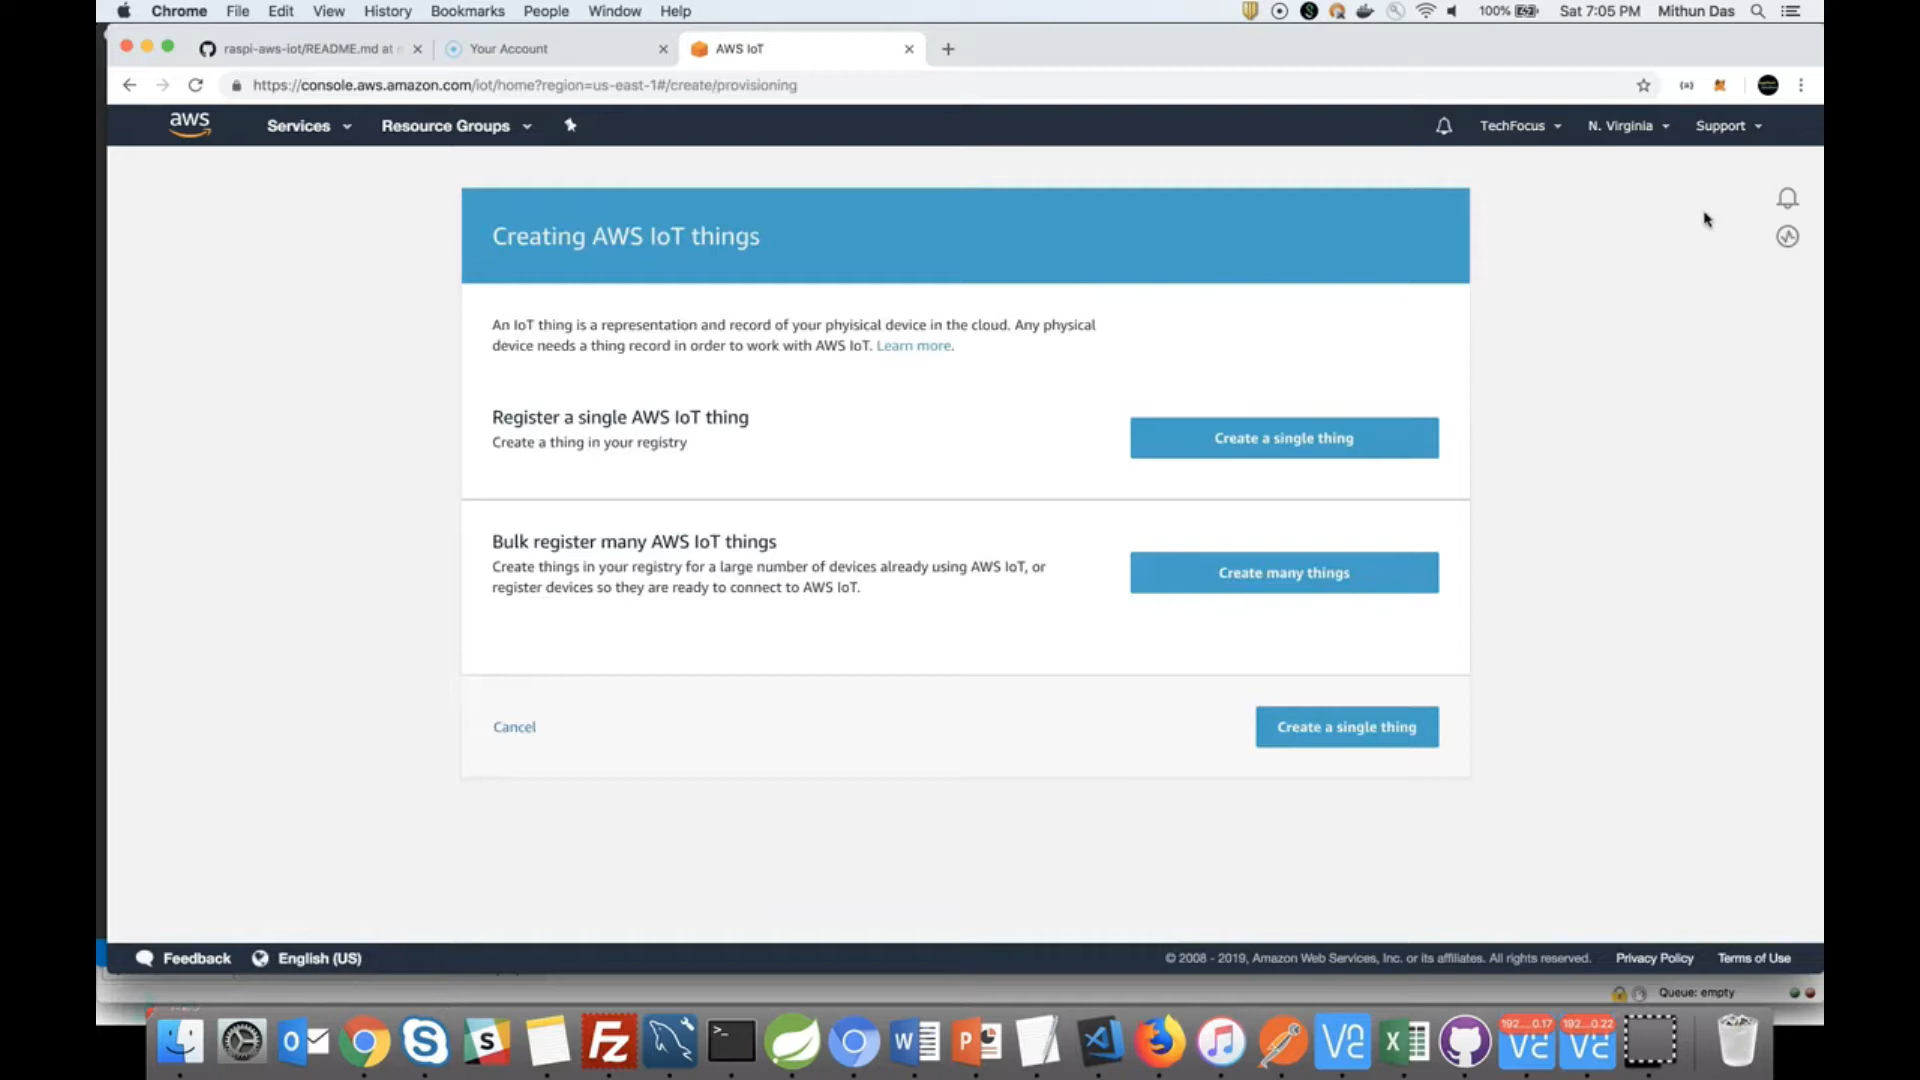 Chrome File Edit View History Bookmarks People Window Help 100% Sat 7:05 PM Mithun Das
raspi-aws-iot/README.md at
Your Account
AWS IoT
https://console.aws.amazon.com/iot/home?region=us-east-1#/create/provisioning
aws Services Resource Groups TechFocus N. Virginia Support
Creating AWS IoT things
An IoT thing is a representation and record of your phyisical device in the cloud. Any physical
device needs a thing record in order to work with AWS IoT. Learn more.
Register a single AWS IoT thing
Create a thing in your registry
Create a single thing
Bulk register many AWS IoT things
Create things in your registry for a large number of devices already using AWS IoT, or
register devices so they are ready to connect to AWS IoT.
Create many things
Cancel
Create a single thing
Feedback English (US) © 2008 - 2019, Amazon Web Services, Inc. or its affiliates. All rights reserved. Privacy Policy Terms of Use
Queue: empty
192....0.17 192....0.22